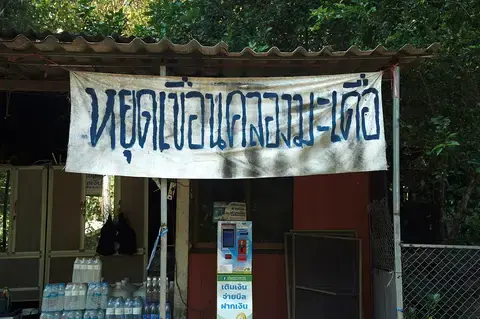 หยุดเขื่อนคลองมะเดื่อ
เติมเงิน
จ่ายบิล
ฝากเงิน